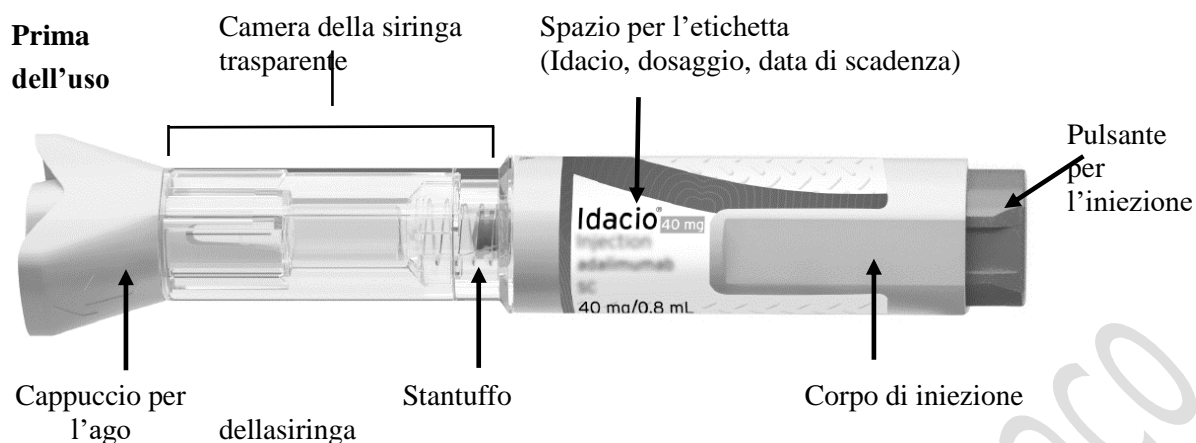 Prima
dell’uso
Camera della siringa
trasparente
Spazio per l’etichetta
(Idacio, dosaggio, data di scadenza)
Pulsante
per
l’iniezione
Idacio® 40 mg
Injection
adalimumab
SC
40 mg/0.8 mL
Cappuccio per
l’ago
Stantuffo
dellasiringa
Corpo di iniezione